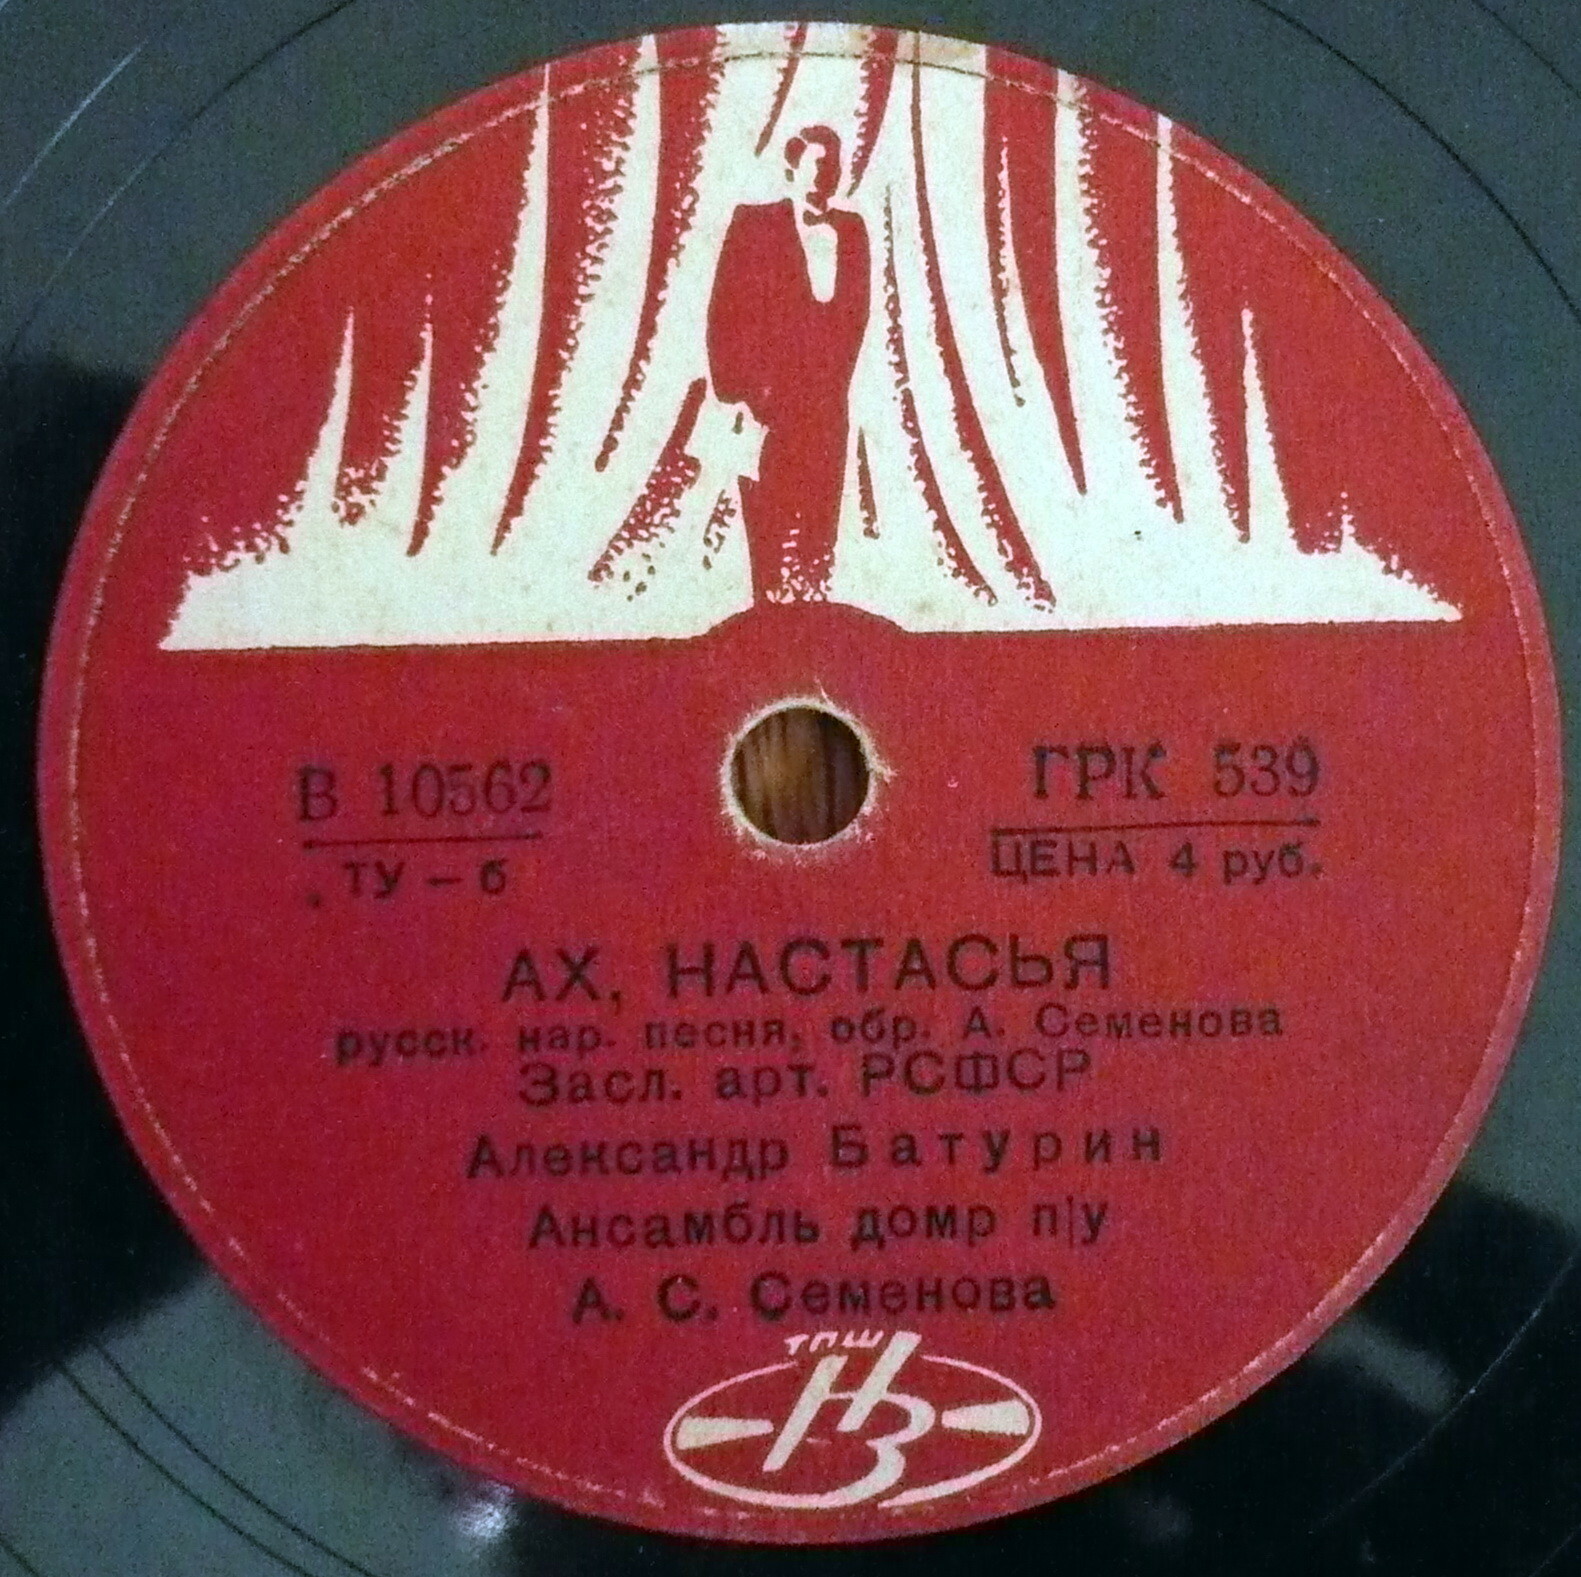 В 10562
ТУ – б
ГРК 539
ЦЕНА 4 руб.
АХ, НАСТАСЬЯ
русск. нар. песня, обр. А. Семенова
Засл. арт. РСФСР
Александр Батурин
Ансамбль домр п/у
А. С. Семенова
ТПШ
НЗ